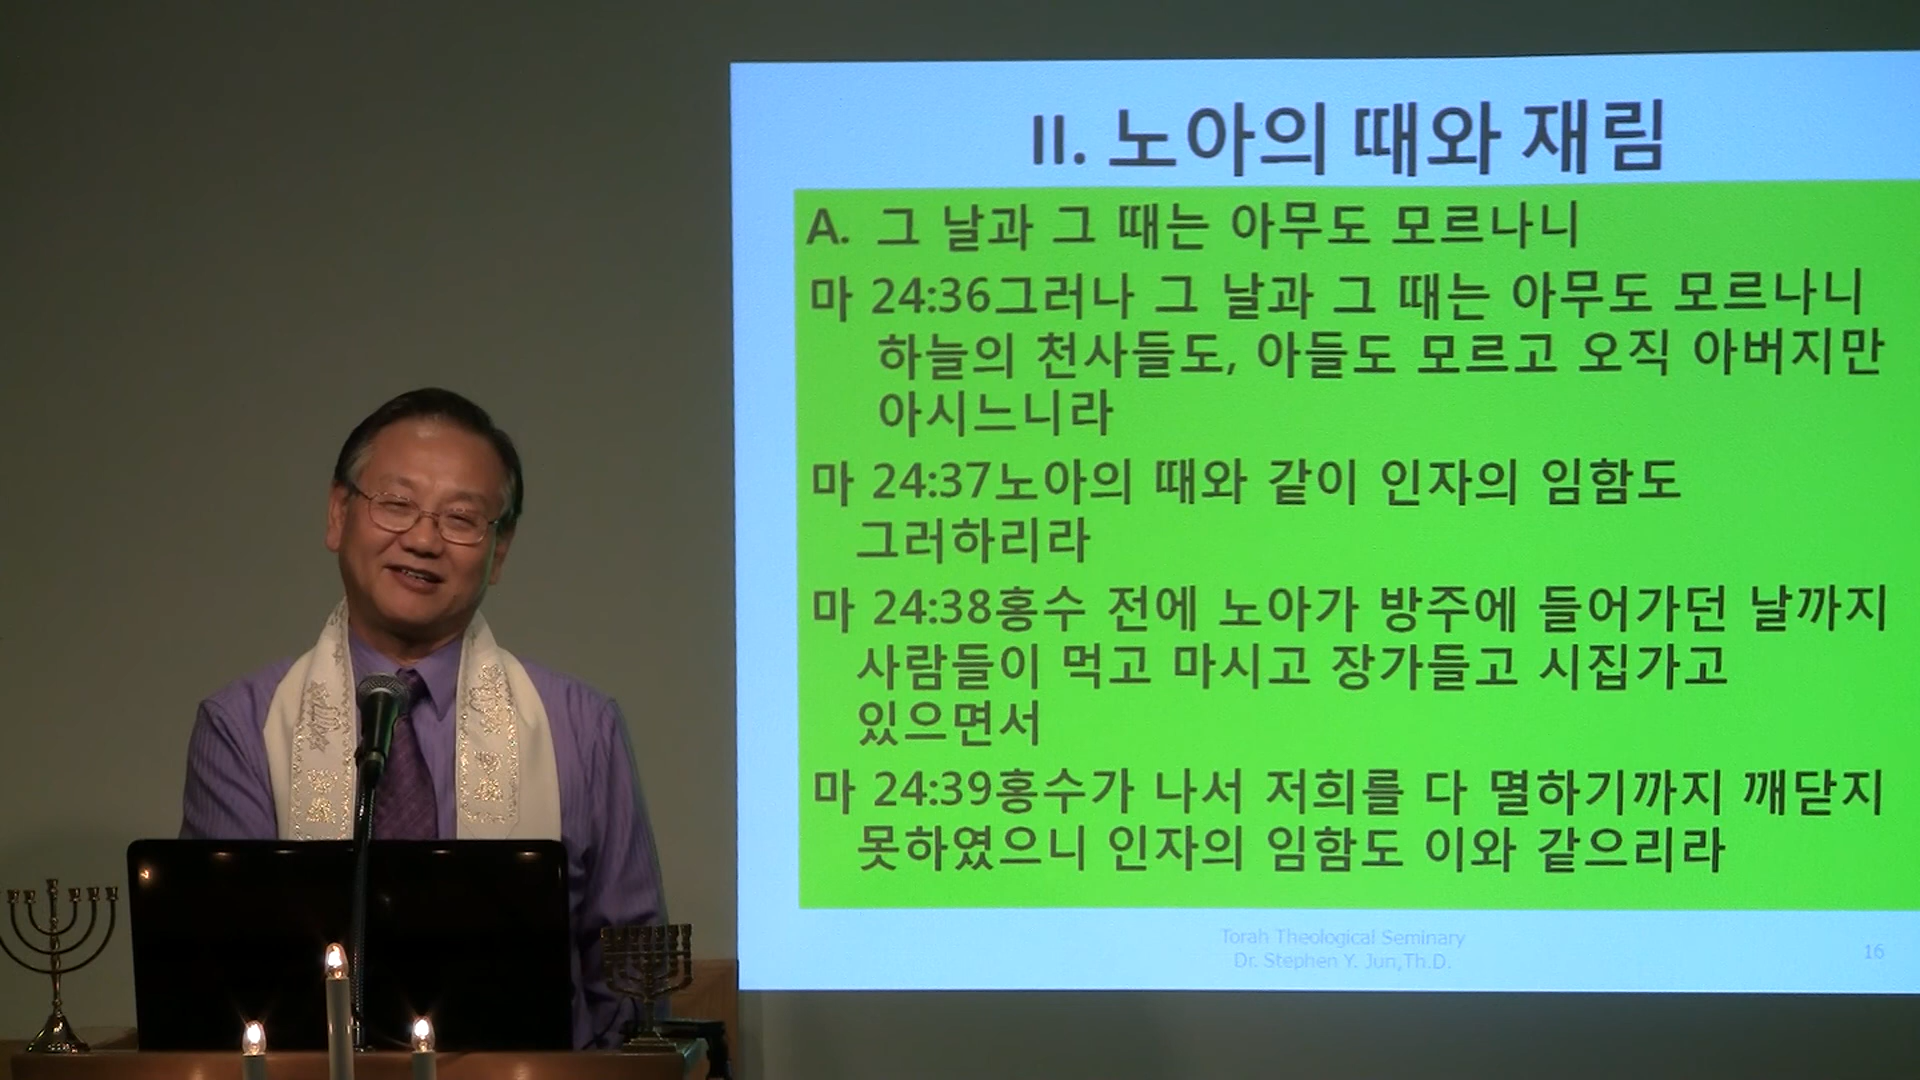 II. 노아의 때와 재림
A. 그 날과 그 때는 아무도 모르나니
마 24:36그러나 그 날과 그 때는 아무도 모르나니
하늘의 천사들도, 아들도 모르고 오직 아버지만
아시느니라
마 24:37노아의 때와 같이 인자의 임함도
그러하리라
마 24:38홍수 전에 노아가 방주에 들어가던 날까지
사람들이 먹고 마시고 장가들고 시집가고
있으면서
마 24:39홍수가 나서 저희를 다 멸하기까지 깨닫지
못하였으니 인자의 임함도 이와 같으리라
Torah Theological Seminary
Dr. Stephen Y. Jun,Th.D.
16